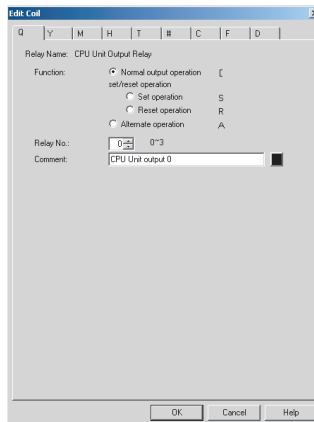 Edit Coil
Q Y M H T # C F D
Relay Name: CPU Unit Output Relay
Function: Normal output operation [
set/reset operation
Set operation S
Reset operation R
Alternate operation A
Relay No.: 0 0~3
Comment: CPU Unit output 0
OK Cancel Help